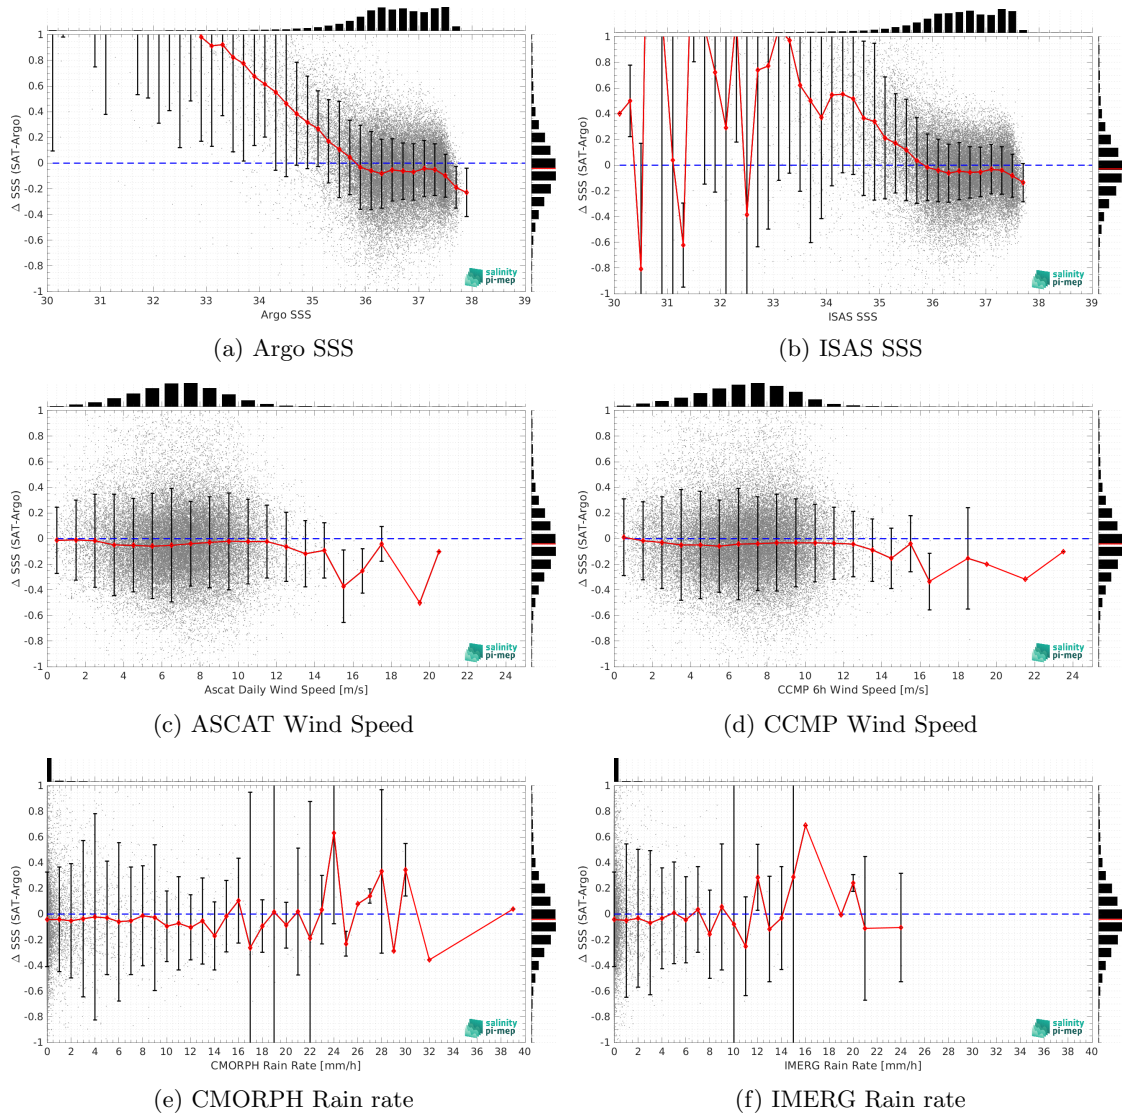 1
0.8
0.6
0.4
0.2
0
-0.2
-0.4
-0.6
-0.8
-1
Δ SSS (SAT-Argo)
30 31 32 33 34 35 36 37 38 39
Argo SSS
salinity
pi-mep
(a) Argo SSS
1
0.8
0.6
0.4
0.2
0
-0.2
-0.4
-0.6
-0.8
-1
Δ SSS (SAT-Argo)
30 31 32 33 34 35 36 37 38 39
ISAS SSS
salinity
pi-mep
(b) ISAS SSS
1
0.8
0.6
0.4
0.2
0
-0.2
-0.4
-0.6
-0.8
-1
Δ SSS (SAT-Argo)
0 2 4 6 8 10 12 14 16 18 20 22 24
Ascat Daily Wind Speed [m/s]
salinity
pi-mep
(c) ASCAT Wind Speed
1
0.8
0.6
0.4
0.2
0
-0.2
-0.4
-0.6
-0.8
-1
Δ SSS (SAT-Argo)
0 2 4 6 8 10 12 14 16 18 20 22 24
CCMP 6h Wind Speed [m/s]
salinity
pi-mep
(d) CCMP Wind Speed
1
0.8
0.6
0.4
0.2
0
-0.2
-0.4
-0.6
-0.8
-1
Δ SSS (SAT-Argo)
0 2 4 6 8 10 12 14 16 18 20 22 24 26 28 30 32 34 36 38 40
CMORPH Rain Rate [mm/h]
salinity
pi-mep
(e) CMORPH Rain rate
1
0.8
0.6
0.4
0.2
0
-0.2
-0.4
-0.6
-0.8
-1
Δ SSS (SAT-Argo)
0 2 4 6 8 10 12 14 16 18 20 22 24 26 28 30 32 34 36 38 40
IMERG Rain Rate [mm/h]
salinity
pi-mep
(f) IMERG Rain rate